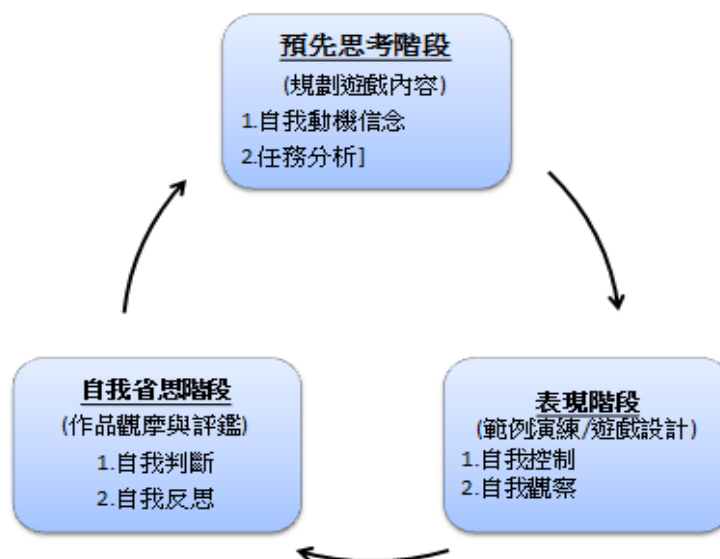 預先思考階段
(規劃遊戲內容)
1.自我動機信念
2.任務分析]
自我省思階段
(作品觀摩與評鑑)
1.自我判斷
2.自我反思
表現階段
(範例演練/遊戲設計)
1.自我控制
2.自我觀察